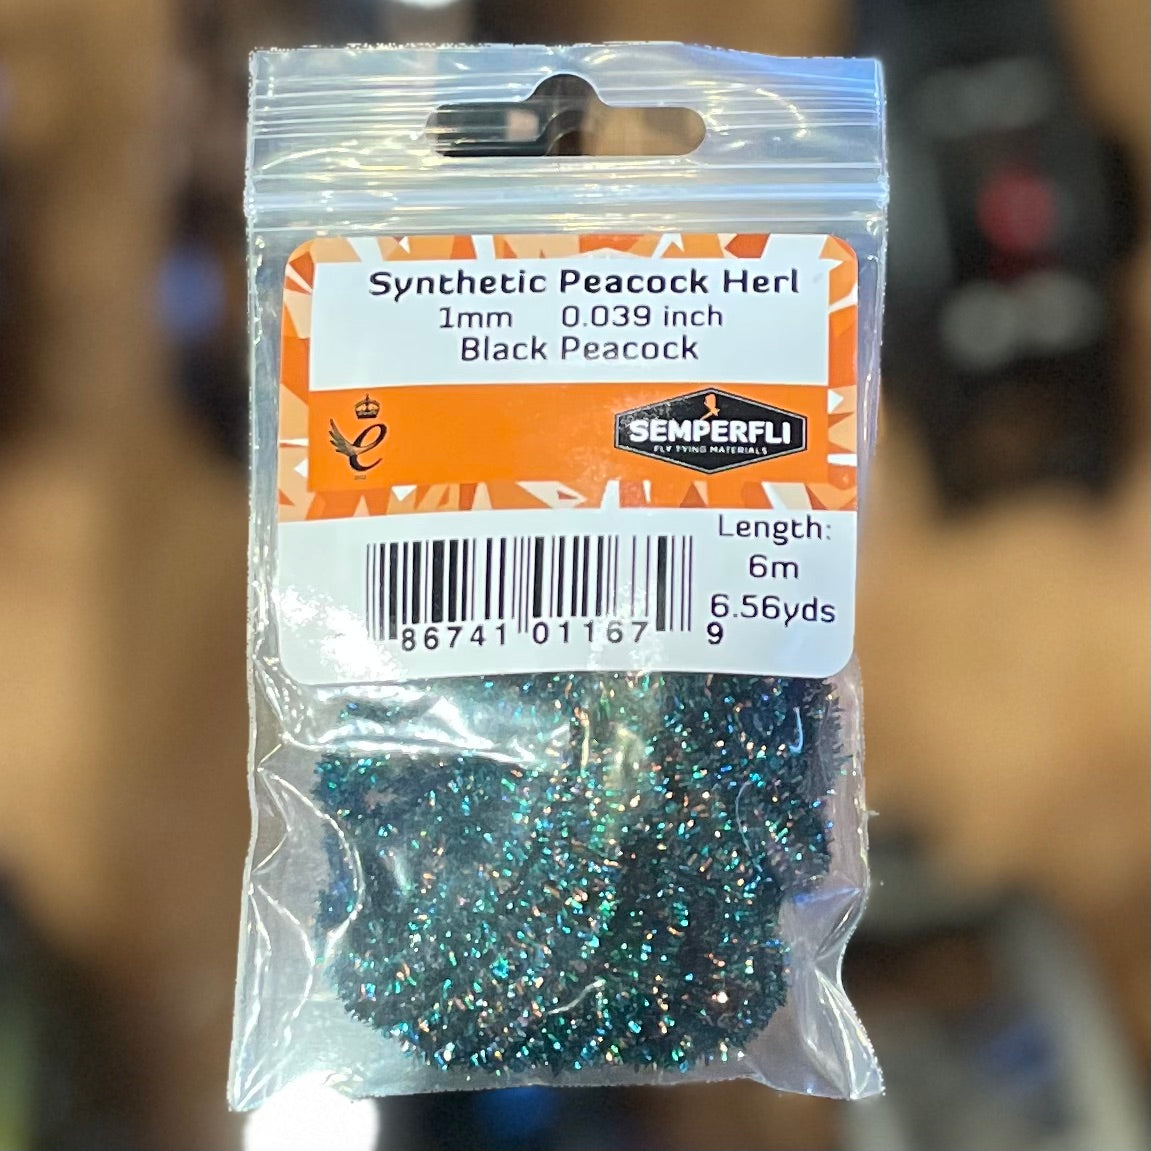 Synthetic Peacock Herl
1mm 0.039 inch
Black Peacock
e
SEMPERFLI
FLY TYING MATERIALS
Length:
6m
6.56yds
86741 01167 9